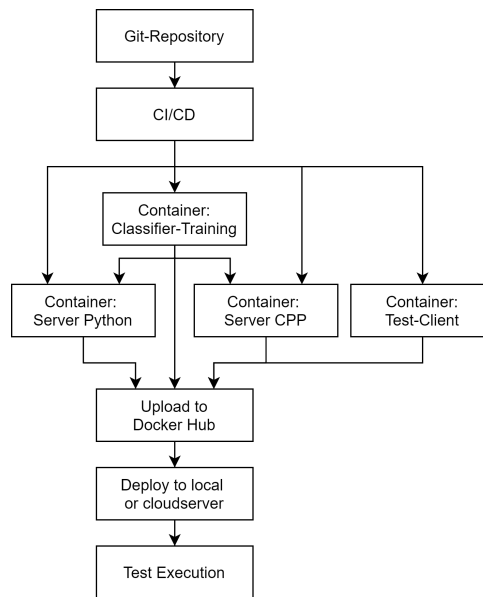 Git-Repository
CI/CD
Container:
Classifier-Training
Container:
Server Python
Container:
Server CPP
Container:
Test-Client
Upload to
Docker Hub
Deploy to local
or cloudserver
Test Execution